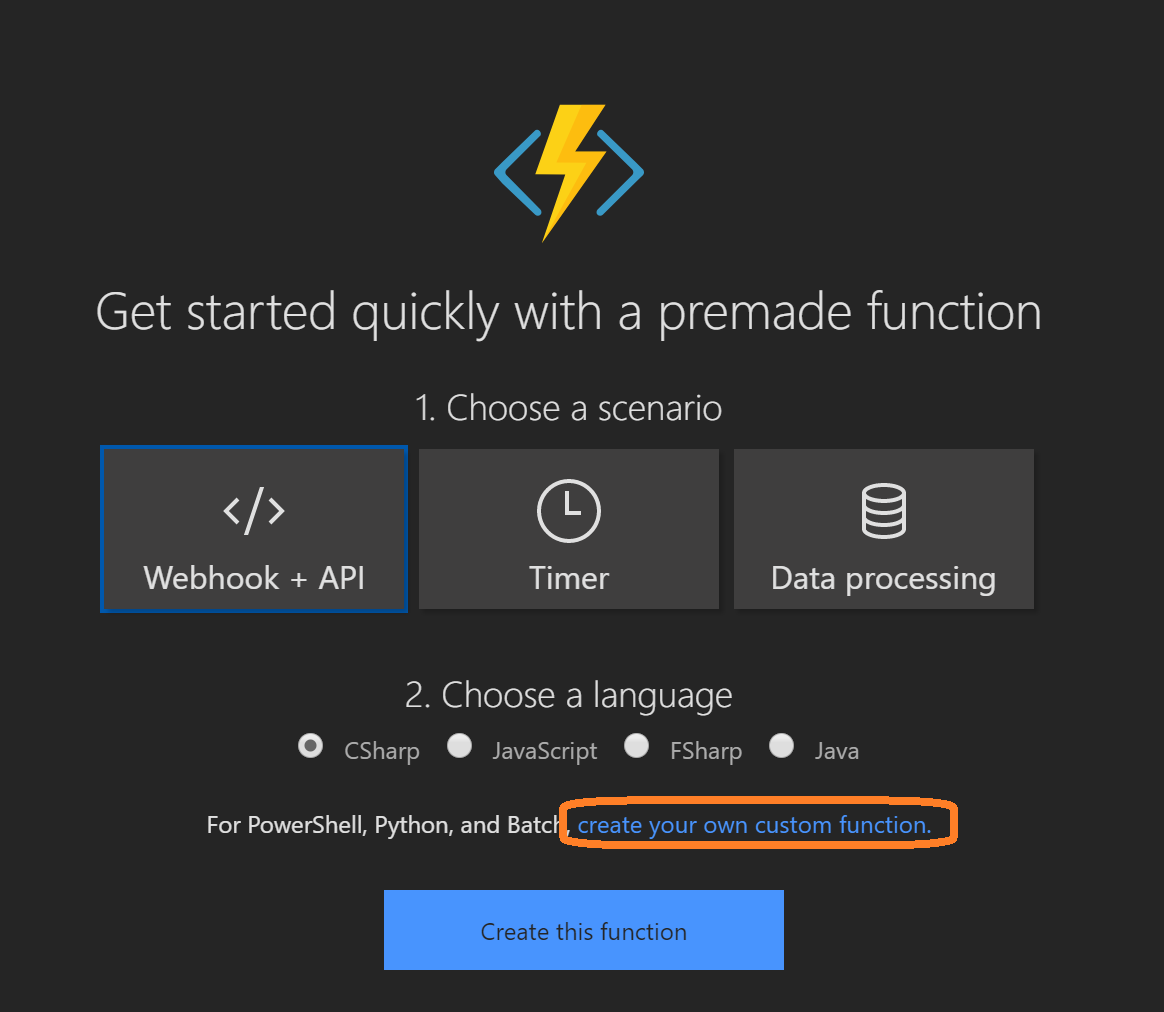 Get started quickly with a premade function
1. Choose a scenario
Webhook + API
Timer
Data processing
2. Choose a language
CSharp
JavaScript
FSharp
Java
For PowerShell, Python, and Batch, create your own custom function.
Create this function